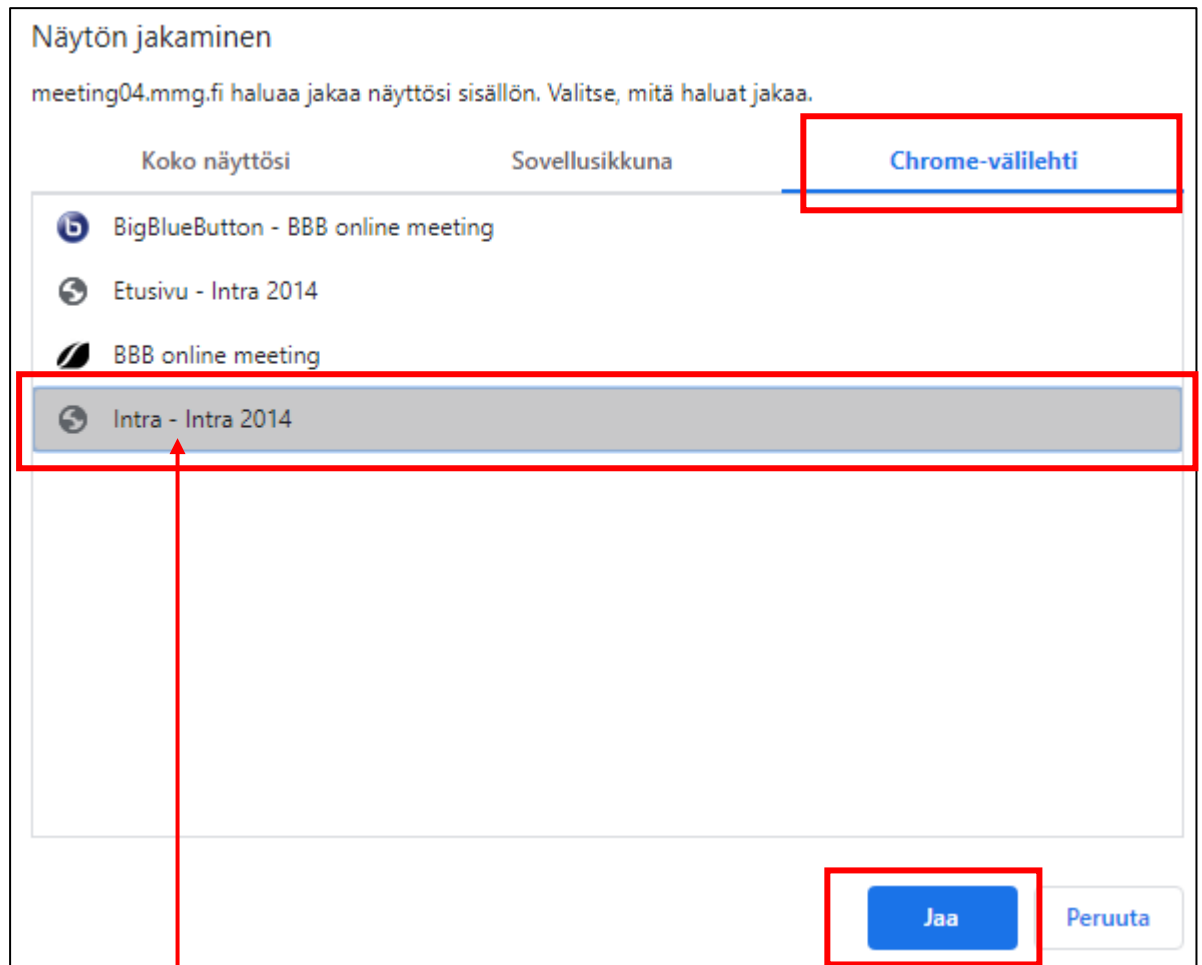 Näytön jakaminen
meeting04.mmg.fi haluaa jakaa näyttösi sisällön. Valitse, mitä haluat jakaa.
Koko näyttösi Sovellusikkuna Chrome-välilehti
BigBlueButton - BBB online meeting
Etusivu - Intra 2014
BBB online meeting
Intra - Intra 2014
Jaa Peruuta